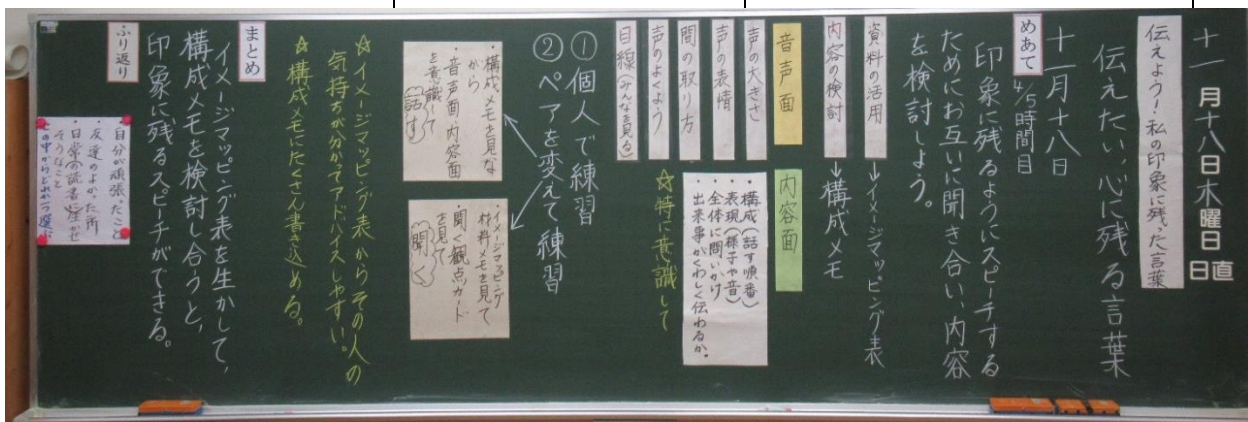 十一月十八日木曜日
日直
伝えよう!私の印象に残った言葉
伝えたい、心に残る言葉
十一月十八日
4/5時間目
めあて
印象に残るようにスピーチする
ためにお互いに聞き合い、内容
を検討しよう。
資料の活用
→イメージマッピング表
内容の検討
→構成メモ
音声面
声の大きさ
声の表情
間の取り方
声のよくよう
目線(みんなを見る)
内容面
・構成(話す順番)
・表現(様子や音)
・全体に問いかけ
・出来事がくわしく伝わるか。
☆特に意識して
①個人で練習
②ペアを変えて練習
・構成メモを見な
がら
・音声面・内容面
を意識して
話す
・イメージマッピング
材料メモを見て
・聞く観点カード
を見て
聞く
☆イメージマッピング表からその人の
気持ちが分かてアドバイスしやすい。
☆構成メモにたくさん書き込める。
まとめ
イメージマッピング表を生かして、
構成メモを検討し合うと、
印象に残るスピーチができる。
ふり返り
・自分が頑張ったこと
・友達のよかった所
・日常の読書に生かせ
そうなこと